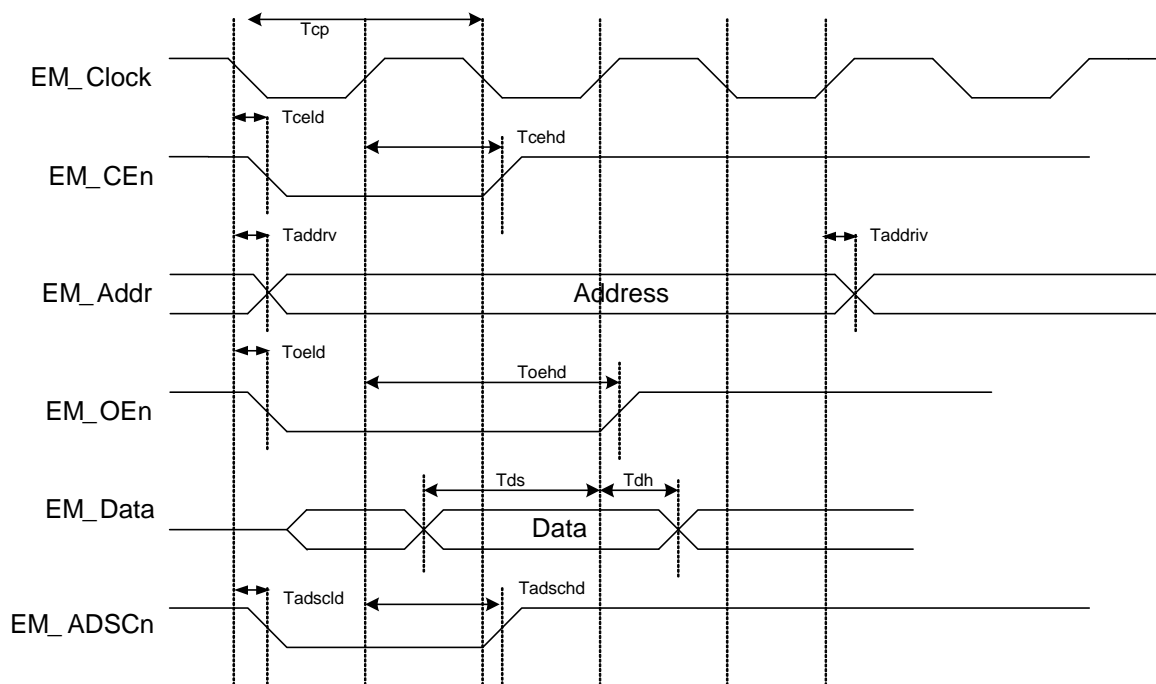 Tcp
EM_Clock
Tceld
Tcehd
EM_CEn
Taddrv
Taddriv
EM_Addr
Address
Toeld
Toehd
EM_OEn
Tds
Tdh
EM_Data
Data
Tadscld
Tadschd
EM_ADSCn